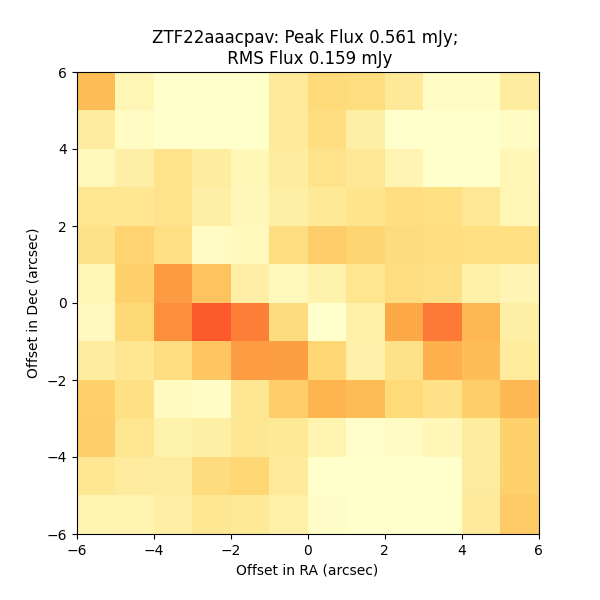 ZTF22aaacpav: Peak Flux 0.561 mJy;
RMS Flux 0.159 mJy
6
4
2
0
−2
−4
−6
Offset in Dec (arcsec)
−6 −4 −2 0 2 4 6
Offset in RA (arcsec)